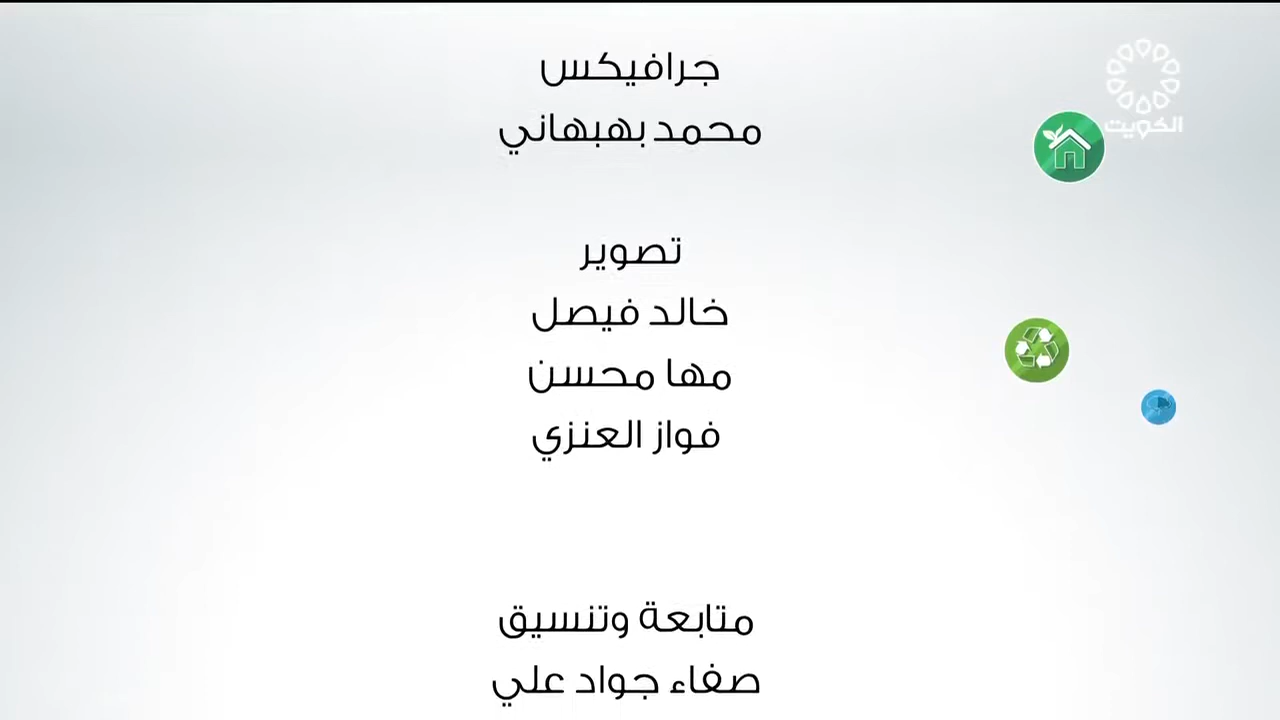 جرافيكس
محمد بهبهاني
الكويت
تصوير
خالد فيصل
مها محسن
فواز العنزي
متابعة وتنسيق
صفاء جواد علي